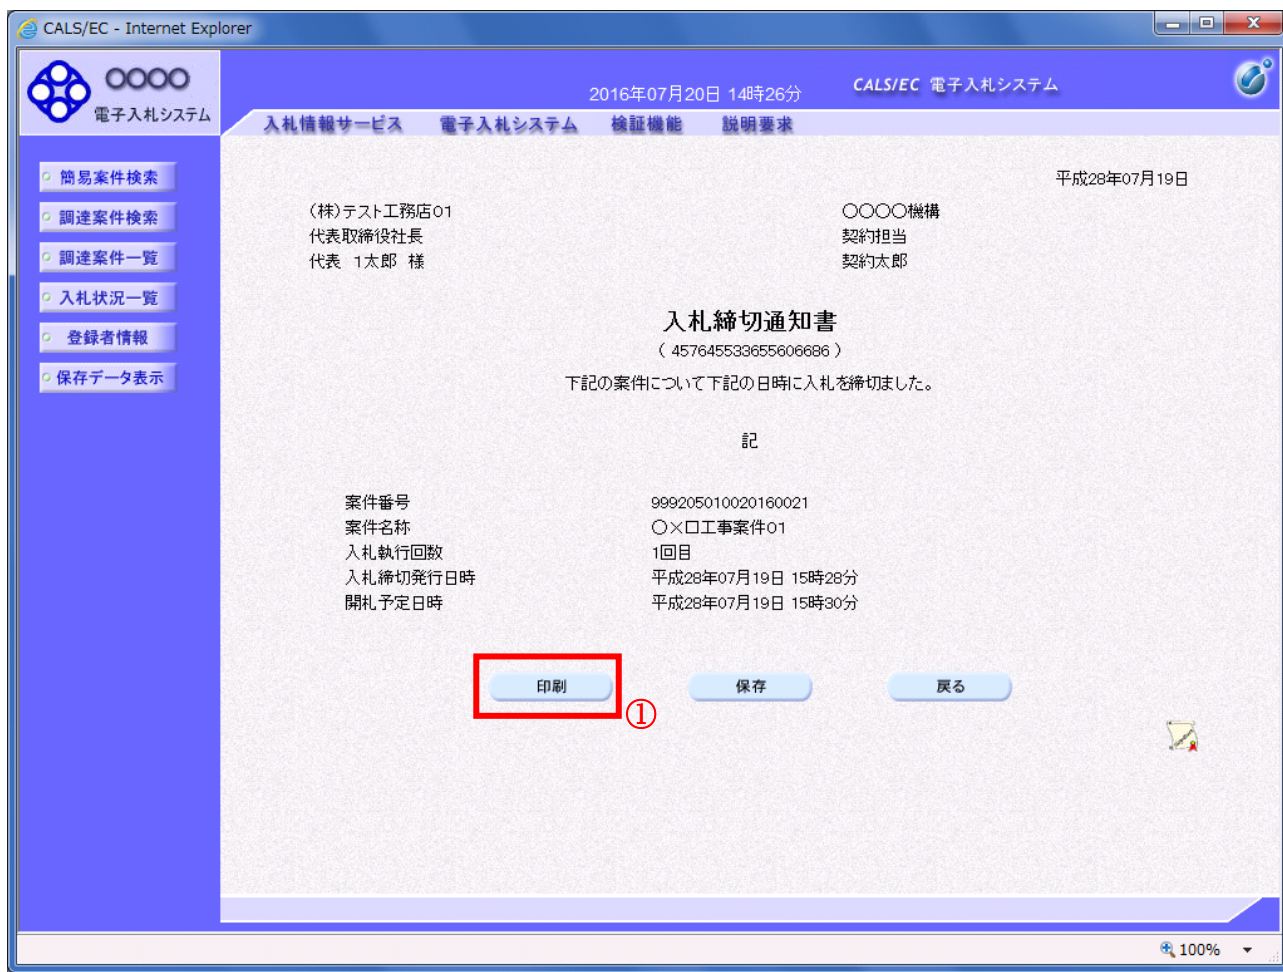 CALS/EC - Internet Explorer
○○○○
電子入札システム
2016年07月20日 14時26分
CALS/EC 電子入札システム
入札情報サービス 電子入札システム 検証機能 説明要求
簡易案件検索
調達案件検索
調達案件一覧
入札状況一覧
登録者情報
保存データ表示
平成28年07月19日
(株)テスト工務店01
代表取締役社長
代表 1太郎 様
○○○○機構
契約担当
契約太郎
入札締切通知書
( 457645533655606686 )
下記の案件について下記の日時に入札を締切ました。
記
案件番号 999205010020160021
案件名称 ○×口工事案件01
入札執行回数 1回目
入札締切発行日時 平成28年07月19日 15時28分
開札予定日時 平成28年07月19日 15時30分
印刷 保存 戻る
①
100%